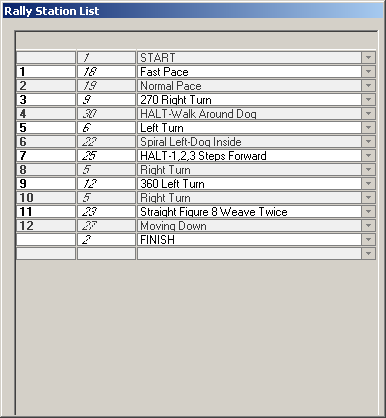 Rally Station List
1 START
1 18 Fast Pace
2 19 Normal Pace
3 9 270 Right Turn
4 30 HALT-Walk Around Dog
5 6 Left Turn
6 22 Spiral Left-Dog Inside
7 25 HALT-1,2,3 Steps Forward
8 5 Right Turn
9 12 360 Left Turn
10 5 Right Turn
11 23 Straight Figure 8 Weave Twice
12 27 Moving Down
2 FINISH